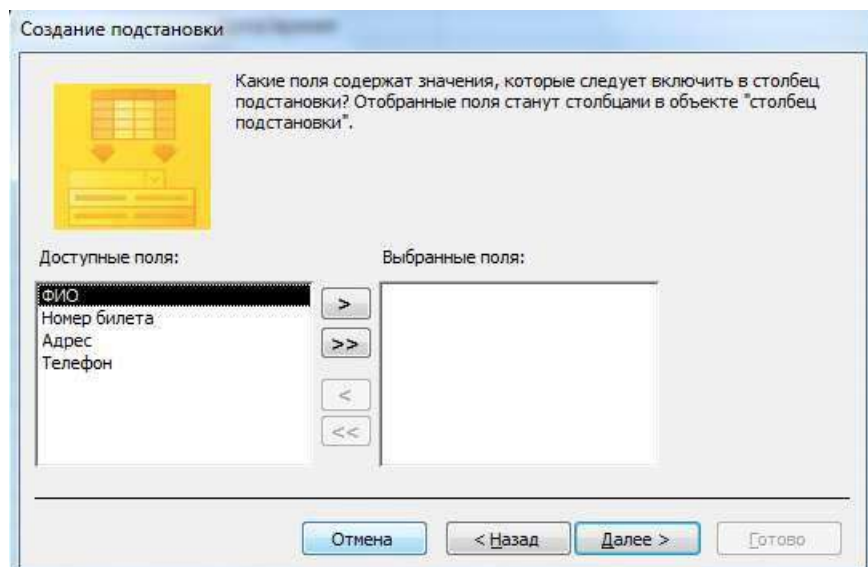 Создание подстановки
Какие поля содержат значения, которые следует включить в столбец
подстановки? Отобранные поля станут столбцами в объекте "столбец
подстановки".
Доступные поля:
Выбранные поля:
ФИО
Номер билета
Адрес
Телефон
>
>>
<
<<
Отмена
< Назад
Далее >
Готово